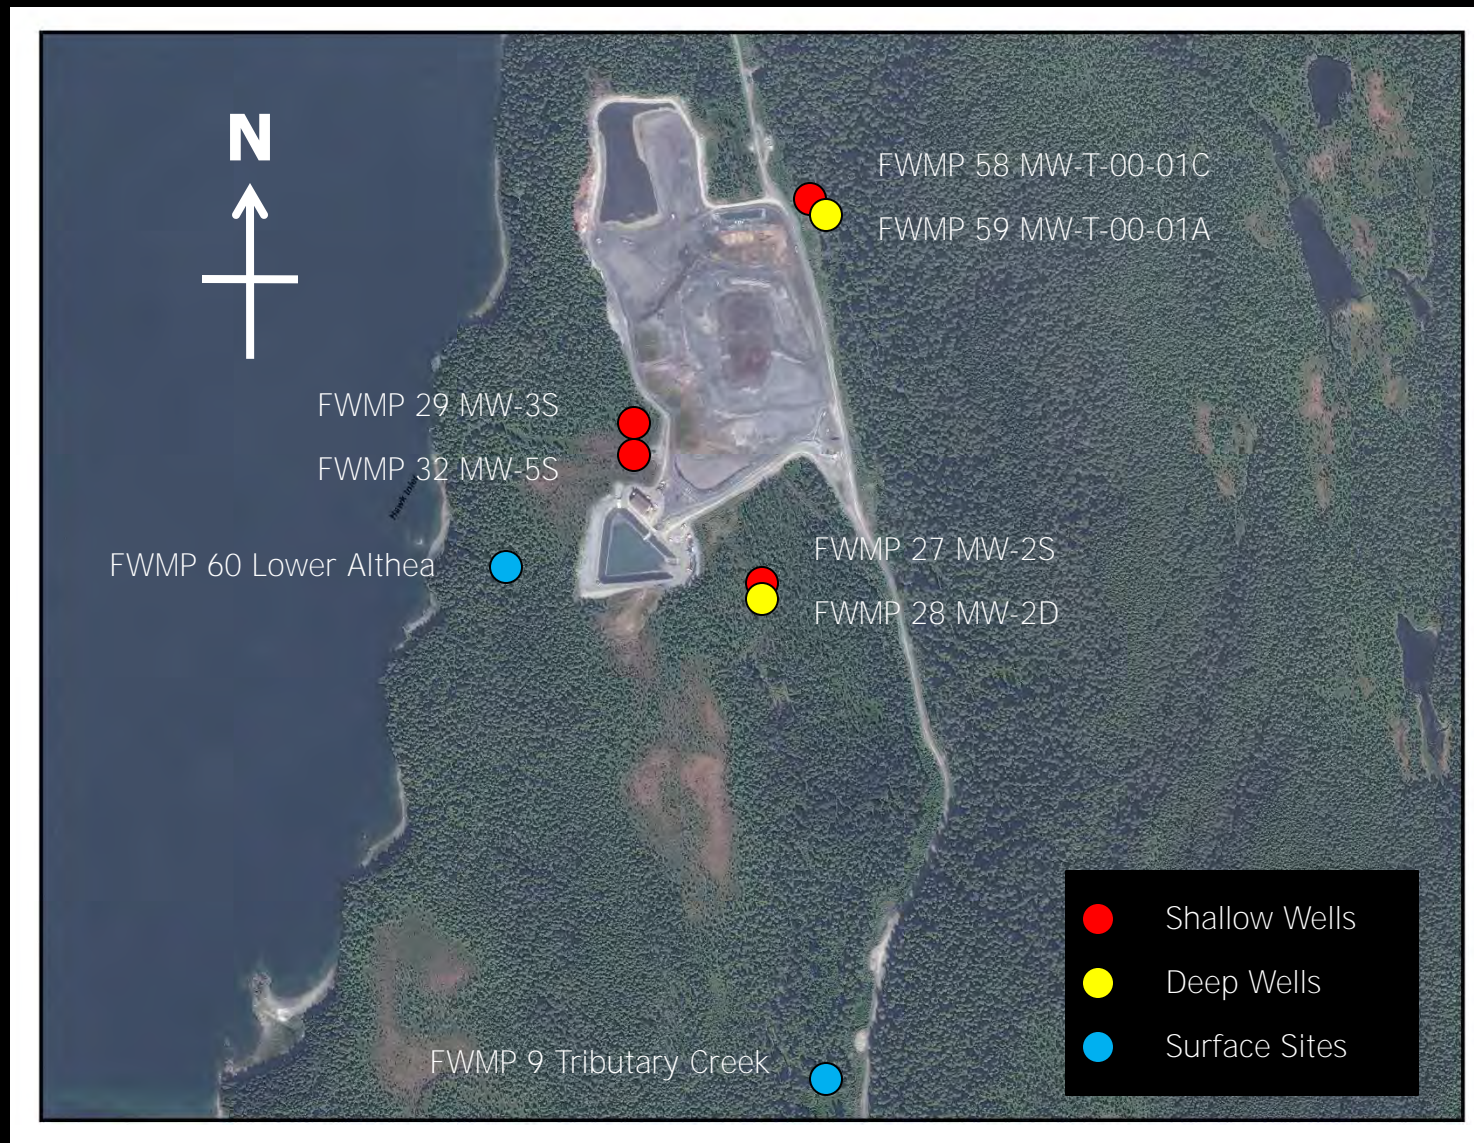 N
FWMP 58 MW-T-00-01C
FWMP 59 MW-T-00-01A
FWMP 29 MW-3S
FWMP 32 MW-5S
Hawk Inlet
FWMP 60 Lower Althea
FWMP 27 MW-2S
FWMP 28 MW-2D
FWMP 9 Tributary Creek
Shallow Wells
Deep Wells
Surface Sites